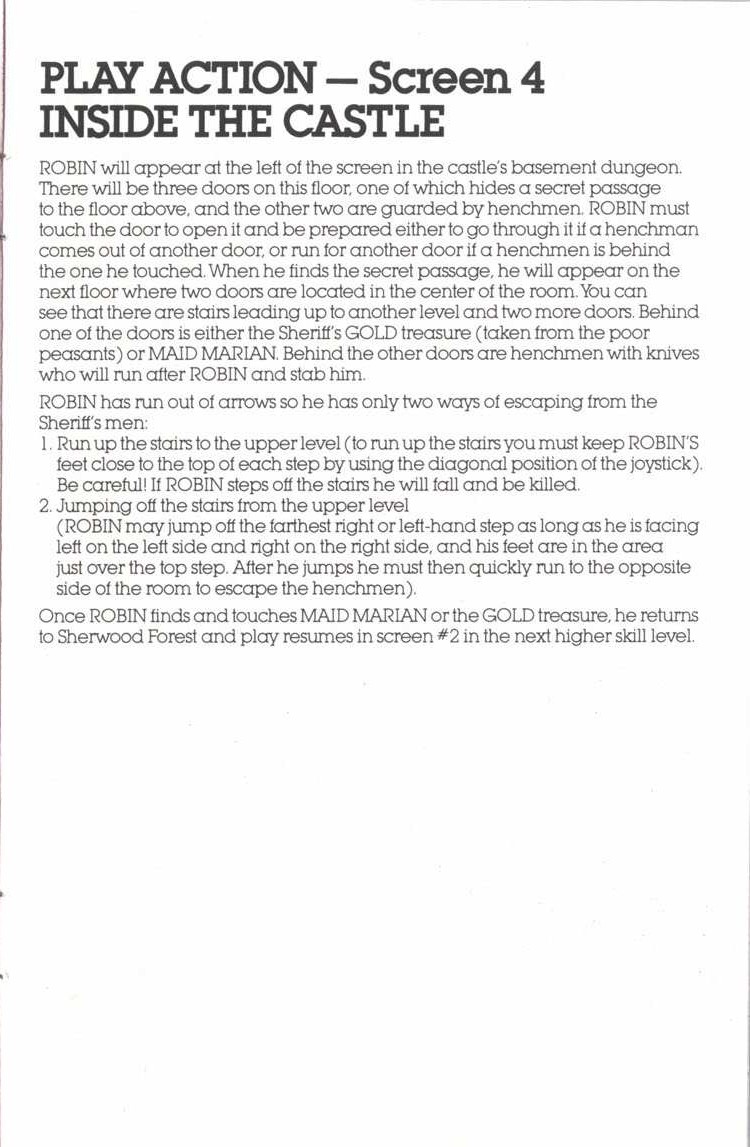 PLAY ACTION — Screen 4
INSIDE THE CASTLE
ROBIN will appear at the left of the screen in the castle's basement dungeon.
There will be three doors on this floor, one of which hides a secret passage
to the floor above, and the other two are guarded by henchmen. ROBIN must
touch the door to open it and be prepared either to go through it if a henchman
comes out of another door, or run for another door if a henchmen is behind
the one he touched. When he finds the secret passage, he will appear on the
next floor where two doors are located in the center of the room. You can
see that there are stairs leading up to another level and two more doors. Behind
one of the doors is either the Sheriff's GOLD treasure (taken from the poor
peasants) or MAID MARIAN. Behind the other doors are henchmen with knives
who will run after ROBIN and stab him.
ROBIN has run out of arrows so he has only two ways of escaping from the
Sheriff's men:
1. Run up the stairs to the upper level (to run up the stairs you must keep ROBIN'S
feet close to the top of each step by using the diagonal position of the joystick).
Be careful! If ROBIN steps off the stairs he will fall and be killed.
2. Jumping off the stairs from the upper level
(ROBIN may jump off the farthest right or left-hand step as long as he is facing
left on the left side and right on the right side, and his feet are in the area
just over the top step. After he jumps he must then quickly run to the opposite
side of the room to escape the henchmen).
Once ROBIN finds and touches MAID MARIAN or the GOLD treasure, he returns
to Sherwood Forest and play resumes in screen #2 in the next higher skill level.